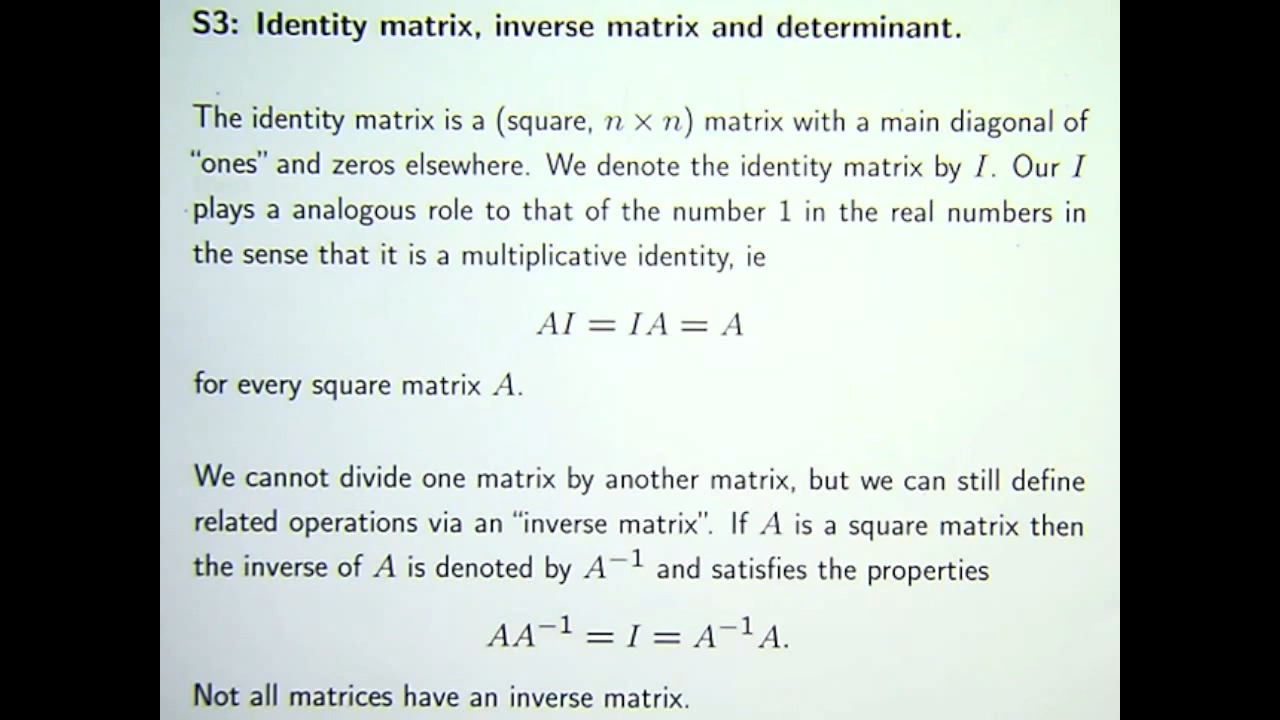 S3: Identity matrix, inverse matrix and determinant.
The identity matrix is a (square, n × n) matrix with a main diagonal of
“ones” and zeros elsewhere. We denote the identity matrix by I. Our I
plays a analogous role to that of the number 1 in the real numbers in
the sense that it is a multiplicative identity, ie
AI = IA = A
for every square matrix A.
We cannot divide one matrix by another matrix, but we can still define
related operations via an “inverse matrix”. If A is a square matrix then
the inverse of A is denoted by A⁻¹ and satisfies the properties
AA⁻¹ = I = A⁻¹A.
Not all matrices have an inverse matrix.